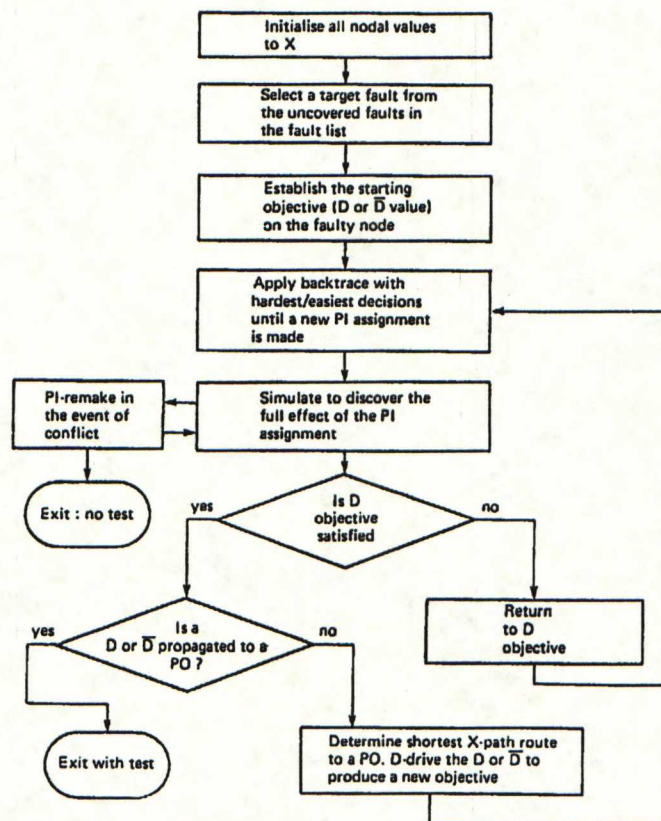 Initialise all nodal values
to X
Select a target fault from
the uncovered faults in
the fault list
Establish the starting
objective (D or D̅ value)
on the faulty node
Apply backtrace with
hardest/easiest decisions
until a new PI assignment
is made
PI-remake in
the event of
conflict
Simulate to discover the
full effect of the PI
assignment
Exit : no test
yes
Is D
objective
satisfied
no
Return
to D
objective
yes
Is a
D or D̅ propagated to a
PO ?
no
Exit with test
Determine shortest X-path route
to a PO. D-drive the D or D̅ to
produce a new objective